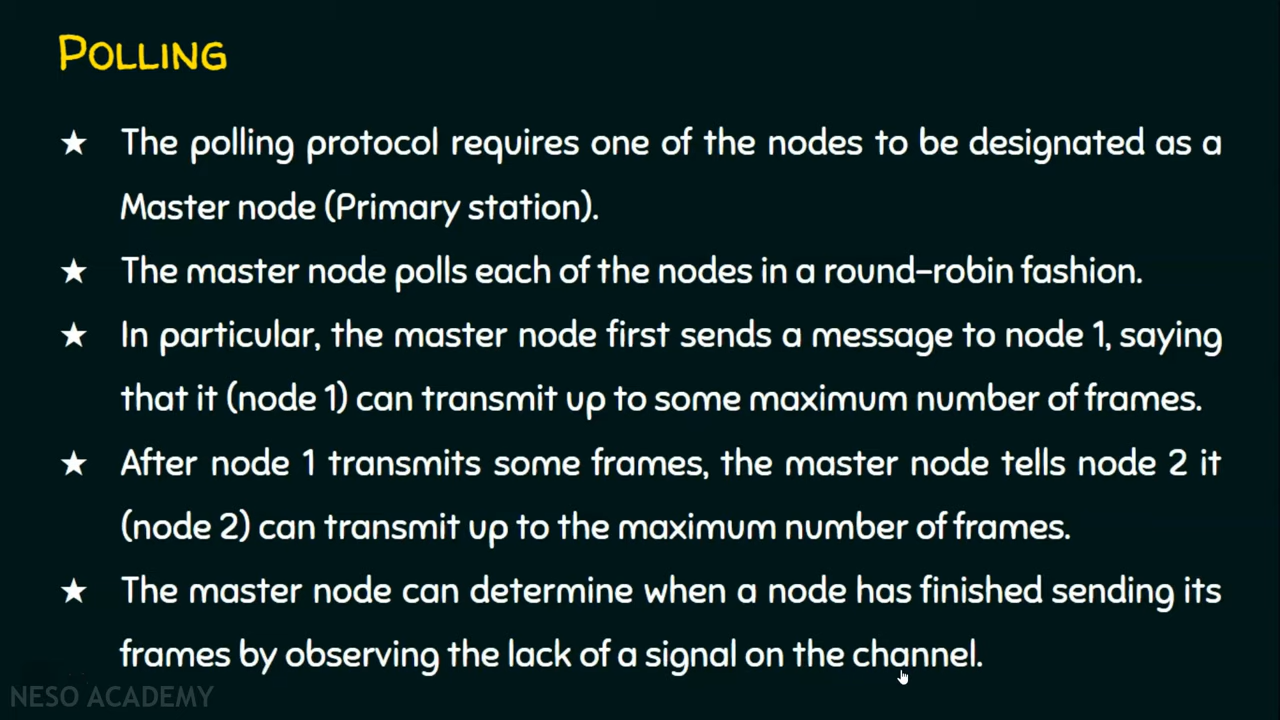 POLLING
★ The polling protocol requires one of the nodes to be designated as a
Master node (Primary station).
★ The master node polls each of the nodes in a round-robin fashion.
★ In particular, the master node first sends a message to node 1, saying
that it (node 1) can transmit up to some maximum number of frames.
★ After node 1 transmits some frames, the master node tells node 2 it
(node 2) can transmit up to the maximum number of frames.
★ The master node can determine when a node has finished sending its
frames by observing the lack of a signal on the channel.
NESO ACADEMY